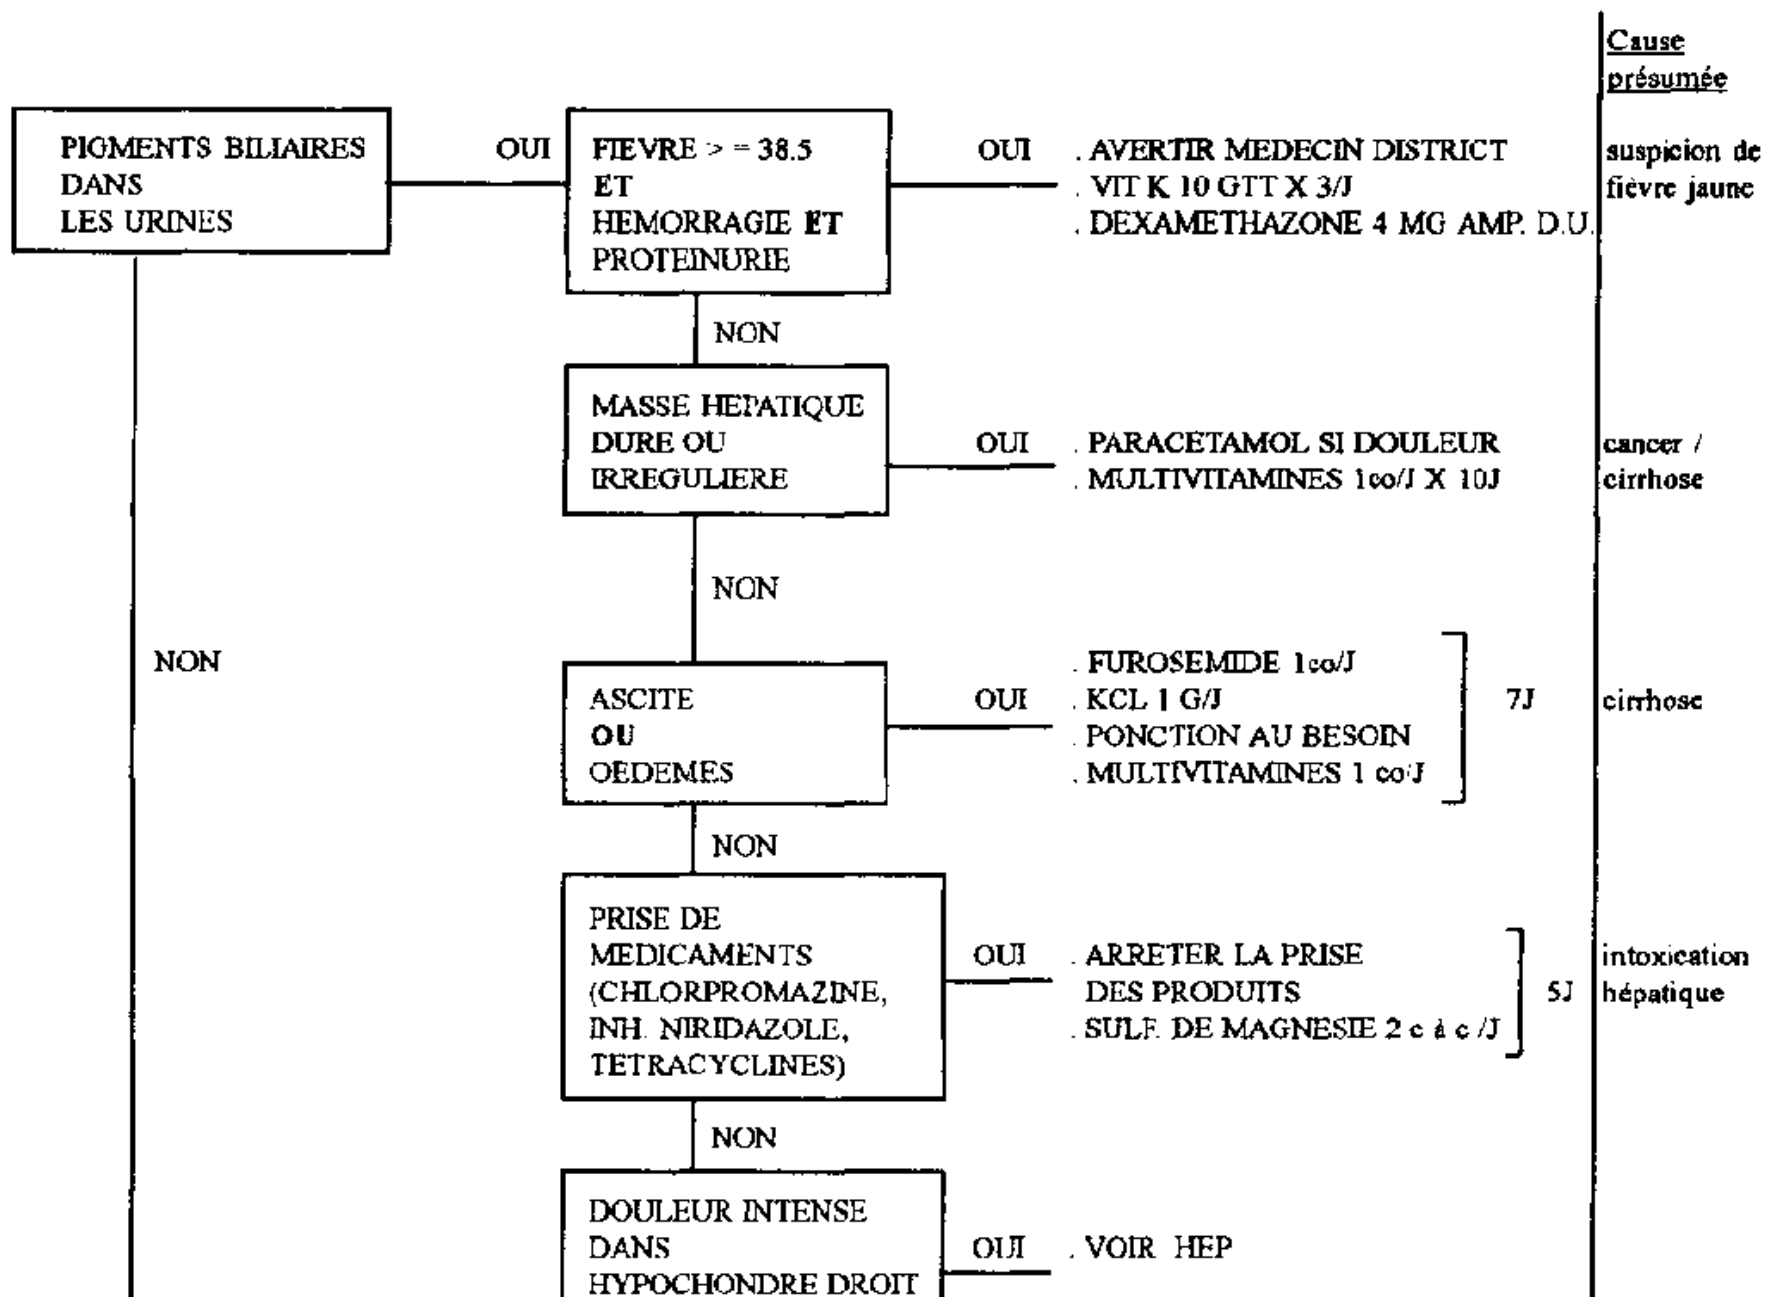 Cause
présumée
PIGMENTS BILIAIRES
DANS
LES URINES
OUI
FIEVRE > = 38.5
ET
HEMORRAGIE ET
PROTEINURIE
OUI
. AVERTIR MEDECIN DISTRICT
. VIT K 10 GTT X 3/J
. DEXAMETHAZONE 4 MG AMP. D.U.
suspicion de
fièvre jaune
NON
MASSE HEPATIQUE
DURE OU
IRREGULIERE
OUI
. PARACETAMOL SI DOULEUR
. MULTIVITAMINES 1co/J X 10J
cancer /
cirrhose
NON
NON
ASCITE
OU
OEDEMES
OUI
. FUROSEMIDE 1co/J
. KCL 1 G/J
. PONCTION AU BESOIN
. MULTIVITAMINES 1 co/J
7J
cirrhose
NON
PRISE DE
MEDICAMENTS
(CHLORPROMAZINE,
INH. NIRIDAZOLE,
TETRACYCLINES)
OUI
. ARRETER LA PRISE
DES PRODUITS
. SULF. DE MAGNESIE 2 c à c /J
5J
intoxication
hépatique
NON
DOULEUR INTENSE
DANS
HYPOCHONDRE DROIT
OUI
. VOIR HEP